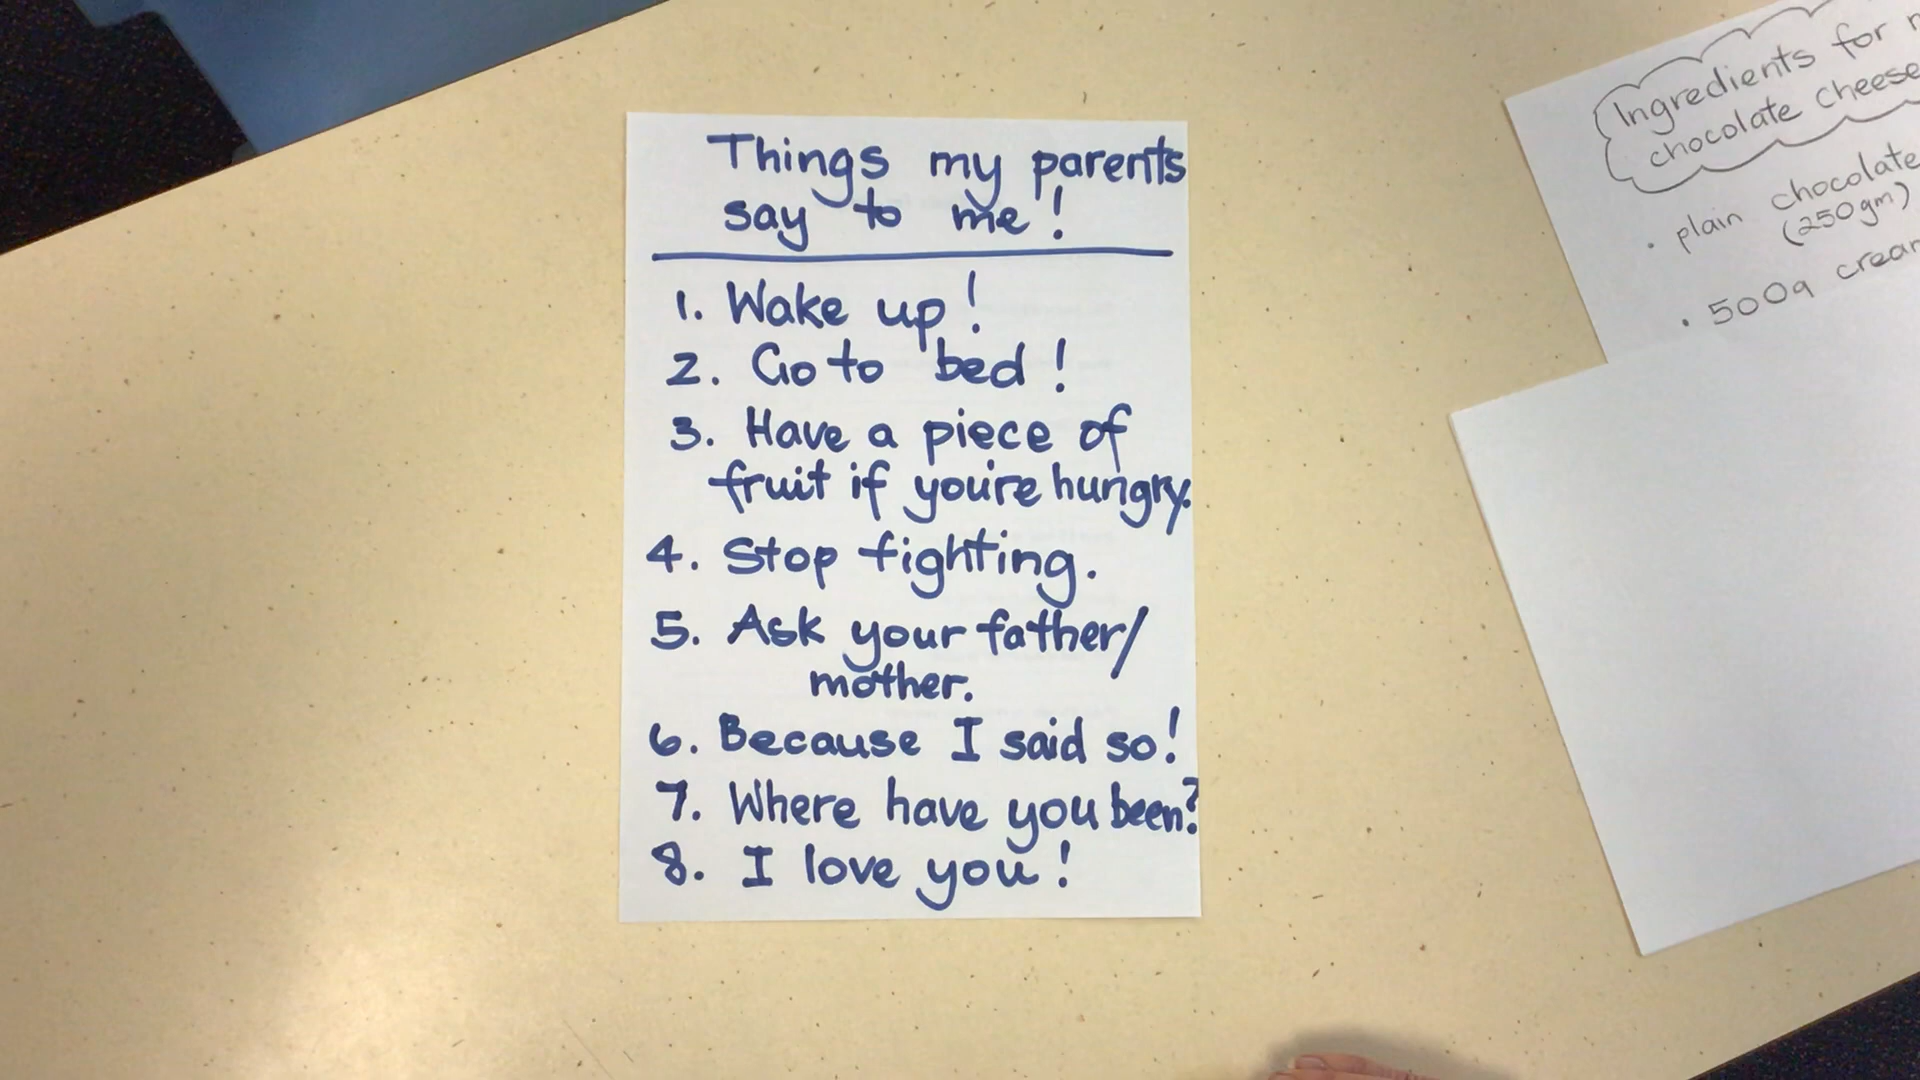 Things my parents
say to me!
1. Wake up!
2. Go to bed!
3. Have a piece of
fruit if you're hungry.
4. Stop fighting.
5. Ask your father/
mother.
6. Because I said so!
7. Where have you been?
8. I love you!
Ingredients for
chocolate cheese
• plain chocolate
(250gm)
• 500g cream